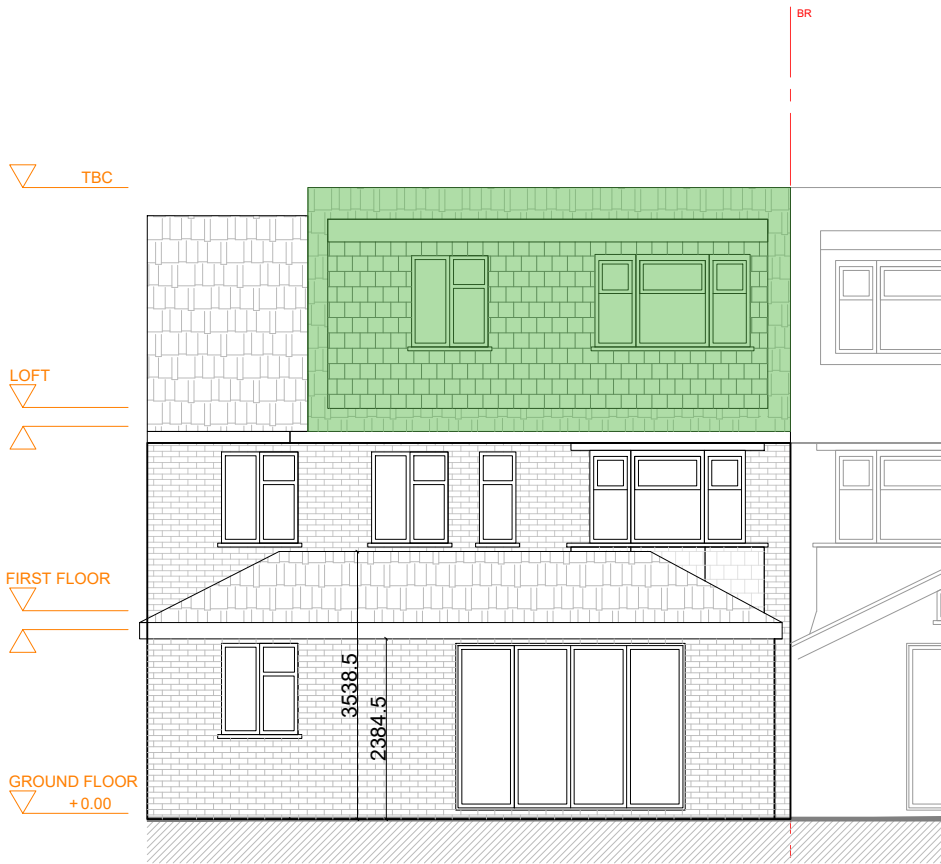 BR
TBC
LOFT
FIRST FLOOR
3538.5
2384.5
GROUND FLOOR
+0.00